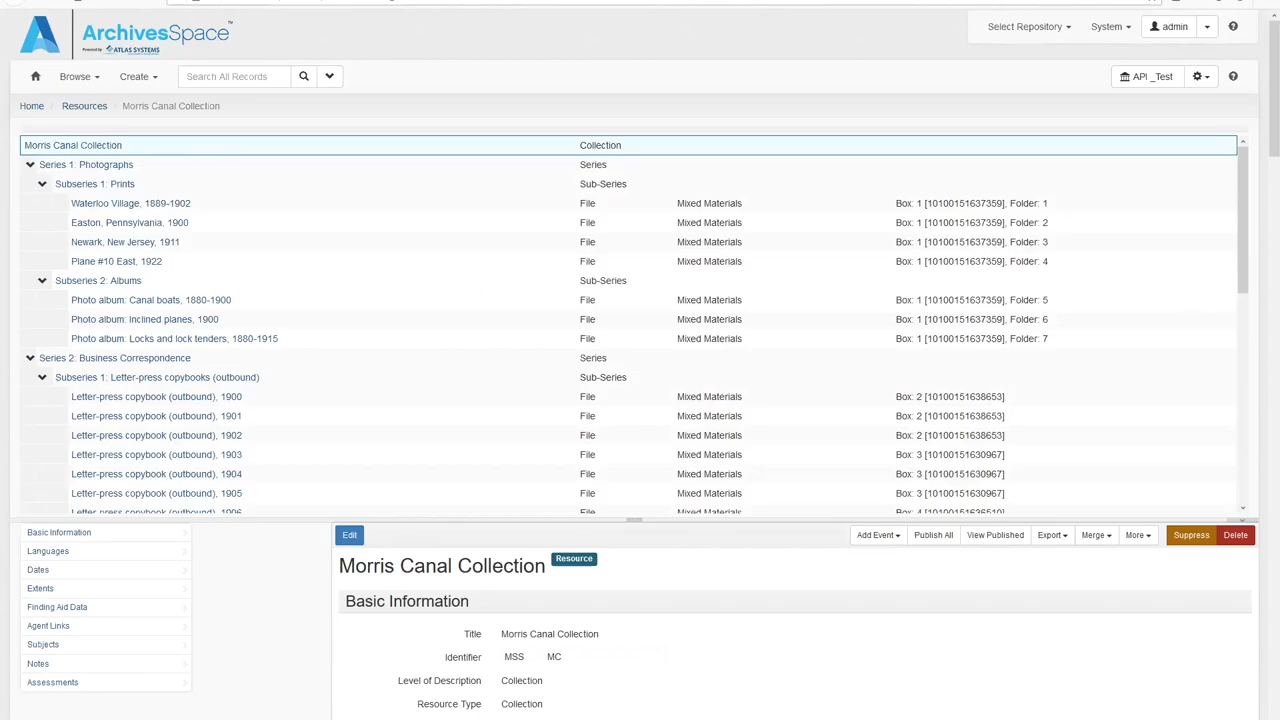 ArchivesSpace™
Powered by ATLAS SYSTEMS
Select Repository System admin
Browse Create Search All Records API _Test
Home / Resources / Morris Canal Collection
Morris Canal Collection Collection
Series 1: Photographs Series
Subseries 1: Prints Sub-Series
Waterloo Village, 1889-1902 File Mixed Materials Box: 1 [10100151637359], Folder: 1
Easton, Pennsylvania, 1900 File Mixed Materials Box: 1 [10100151637359], Folder: 2
Newark, New Jersey, 1911 File Mixed Materials Box: 1 [10100151637359], Folder: 3
Plane #10 East, 1922 File Mixed Materials Box: 1 [10100151637359], Folder: 4
Subseries 2: Albums Sub-Series
Photo album: Canal boats, 1880-1900 File Mixed Materials Box: 1 [10100151637359], Folder: 5
Photo album: Inclined planes, 1900 File Mixed Materials Box: 1 [10100151637359], Folder: 6
Photo album: Locks and lock tenders, 1880-1915 File Mixed Materials Box: 1 [10100151637359], Folder: 7
Series 2: Business Correspondence Series
Subseries 1: Letter-press copybooks (outbound) Sub-Series
Letter-press copybook (outbound), 1900 File Mixed Materials Box: 2 [10100151638653]
Letter-press copybook (outbound), 1901 File Mixed Materials Box: 2 [10100151638653]
Letter-press copybook (outbound), 1902 File Mixed Materials Box: 2 [10100151638653]
Letter-press copybook (outbound), 1903 File Mixed Materials Box: 3 [10100151630967]
Letter-press copybook (outbound), 1904 File Mixed Materials Box: 3 [10100151630967]
Letter-press copybook (outbound), 1905 File Mixed Materials Box: 3 [10100151630967]
Letter-press copybook (outbound), 1906 File Mixed Materials Box: 4
Basic Information
Languages
Dates
Extents
Finding Aid Data
Agent Links
Subjects
Notes
Assessments
Edit Add Event Publish All View Published Export Merge More Suppress Delete
Morris Canal Collection Resource
Basic Information
Title Morris Canal Collection
Identifier MSS MC
Level of Description Collection
Resource Type Collection